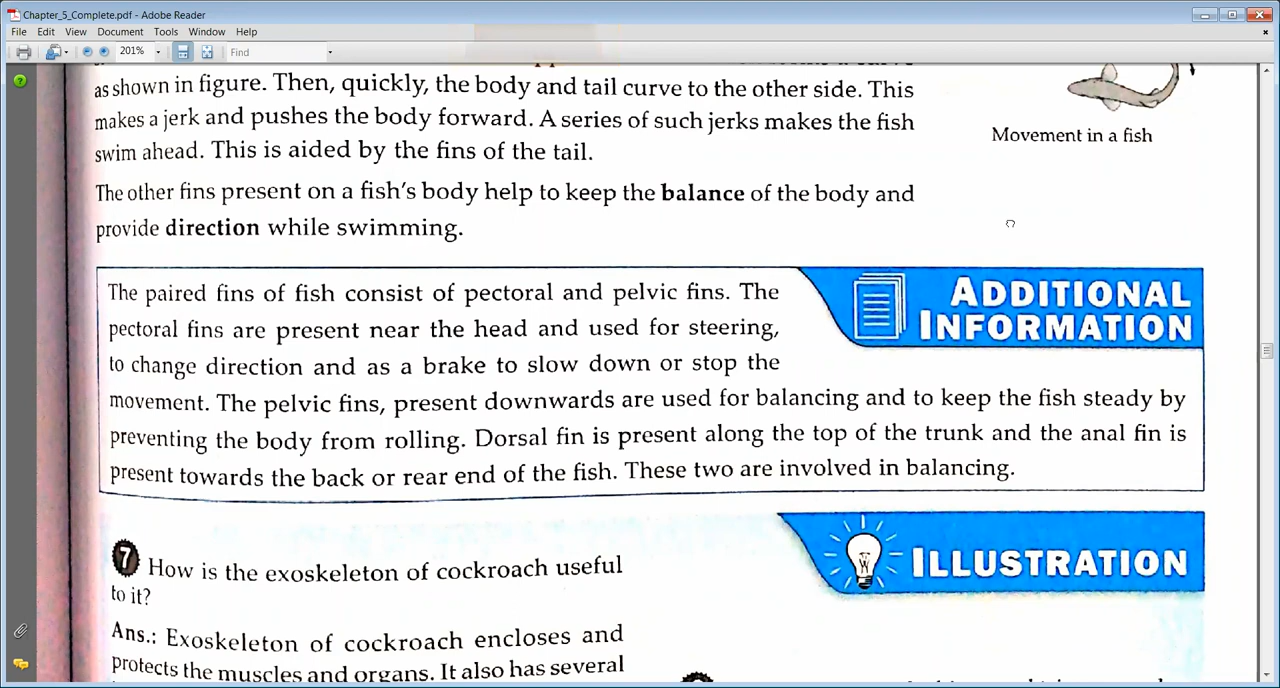 Chapter_5_Complete.pdf - Adobe Reader
File Edit View Document Tools Window Help
201% Find
as shown in figure. Then, quickly, the body and tail curve to the other side. This
makes a jerk and pushes the body forward. A series of such jerks makes the fish
swim ahead. This is aided by the fins of the tail.
Movement in a fish
The other fins present on a fish's body help to keep the balance of the body and
provide direction while swimming.
ADDITIONAL
INFORMATION
The paired fins of fish consist of pectoral and pelvic fins. The
pectoral fins are present near the head and used for steering,
to change direction and as a brake to slow down or stop the
movement. The pelvic fins, present downwards are used for balancing and to keep the fish steady by
preventing the body from rolling. Dorsal fin is present along the top of the trunk and the anal fin is
present towards the back or rear end of the fish. These two are involved in balancing.
ILLUSTRATION
7 How is the exoskeleton of cockroach useful
to it?
Ans.: Exoskeleton of cockroach encloses and
protects the muscles and organs. It also has several